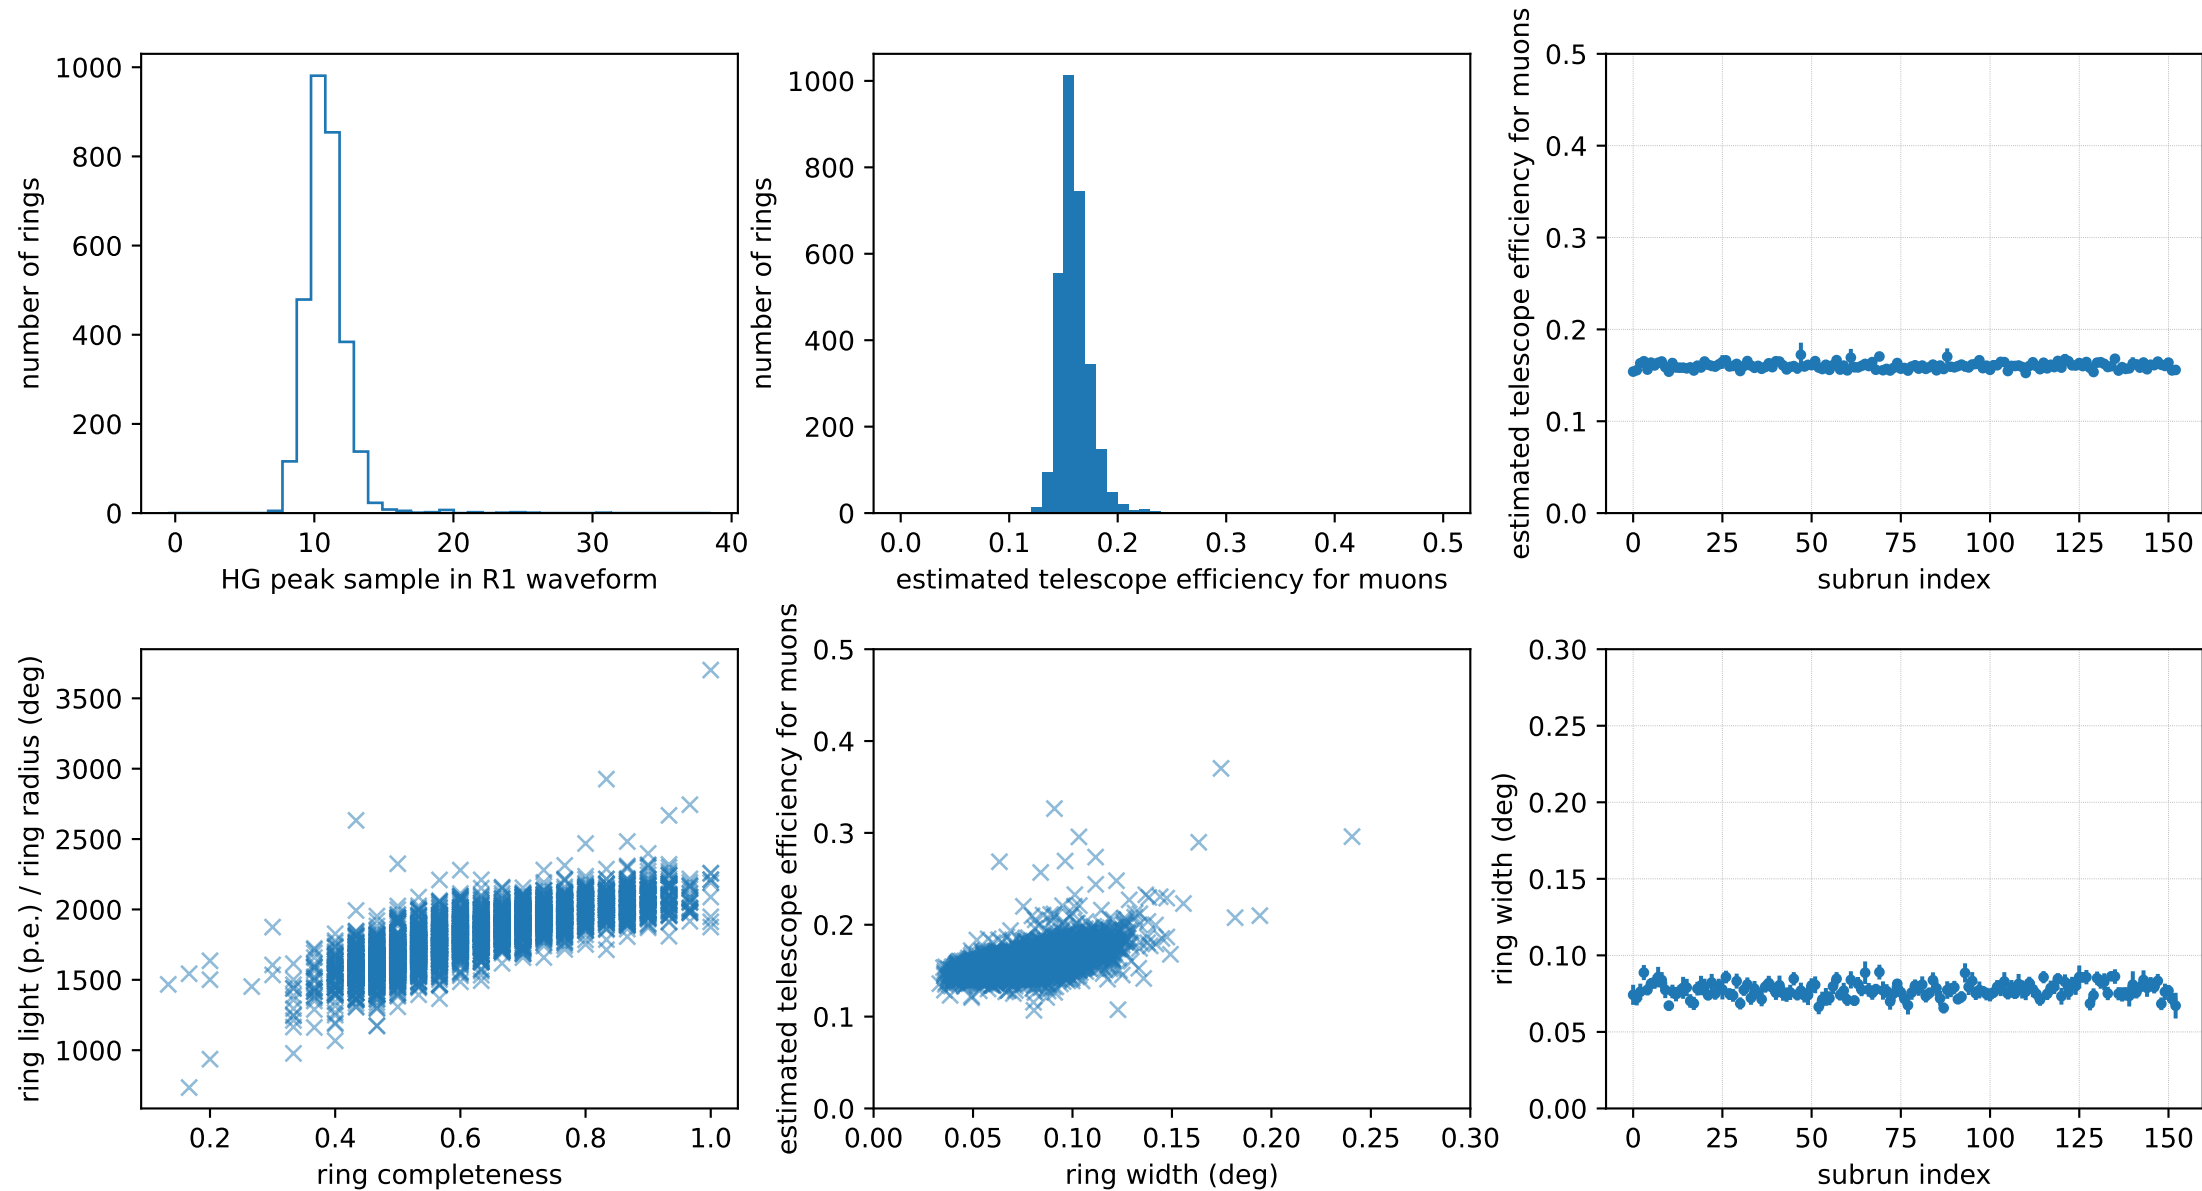 number of rings
1000
800
600
400
200
0
0 10 20 30 40
HG peak sample in R1 waveform
number of rings
1000
800
600
400
200
0
0.0 0.1 0.2 0.3 0.4 0.5
estimated telescope efficiency for muons
estimated telescope efficiency for muons
0.5
0.4
0.3
0.2
0.1
0.0
0 25 50 75 100 125 150
subrun index
ring light (p.e.) / ring radius (deg)
3500
3000
2500
2000
1500
1000
0.2 0.4 0.6 0.8 1.0
ring completeness
estimated telescope efficiency for muons
0.5
0.4
0.3
0.2
0.1
0.0
0.00 0.05 0.10 0.15 0.20 0.25 0.30
ring width (deg)
ring width (deg)
0.30
0.25
0.20
0.15
0.10
0.05
0.00
0 25 50 75 100 125 150
subrun index